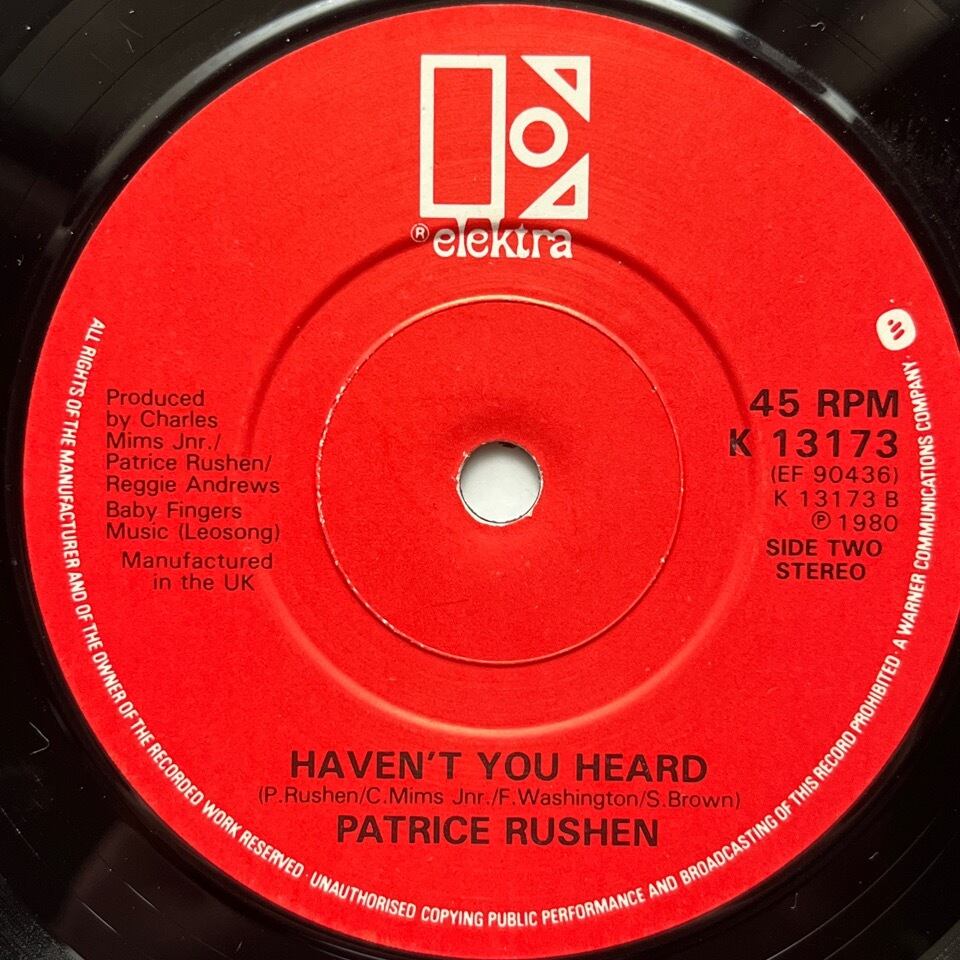 ® elektra
Produced
by Charles
Mims Jnr./
Patrice Rushen/
Reggie Andrews
Baby Fingers
Music (Leosong)
Manufactured
in the UK
45 RPM
K 13173
(EF 90436)
K 13173 B
℗ 1980
SIDE TWO
STEREO
HAVEN'T YOU HEARD
(P.Rushen/C.Mims Jnr./F.Washington/S.Brown)
PATRICE RUSHEN
ALL RIGHTS OF THE MANUFACTURER AND OF THE OWNER OF THE RECORDED WORK RESERVED · UNAUTHORISED COPYING PUBLIC PERFORMANCE AND BROADCASTING OF THIS RECORD PROHIBITED · A WARNER COMMUNICATIONS COMPANY ·